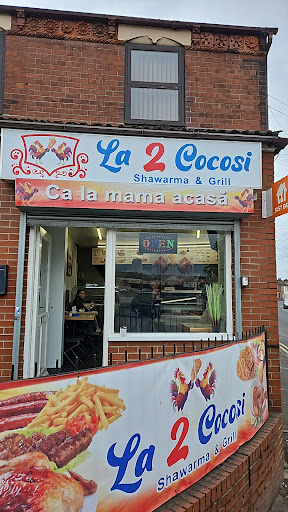 La 2 Cocosi
Shawarma & Grill
Ca la mama acasă
OPEN
La 2 Cocosi
Shawarma & Grill